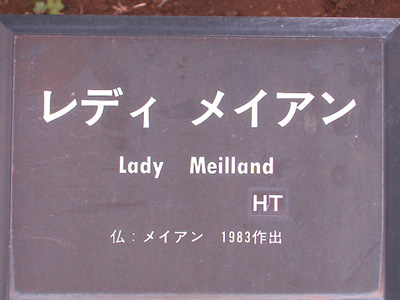 レディ メイアン
Lady Meilland
HT
仏：メイアン 1983作出